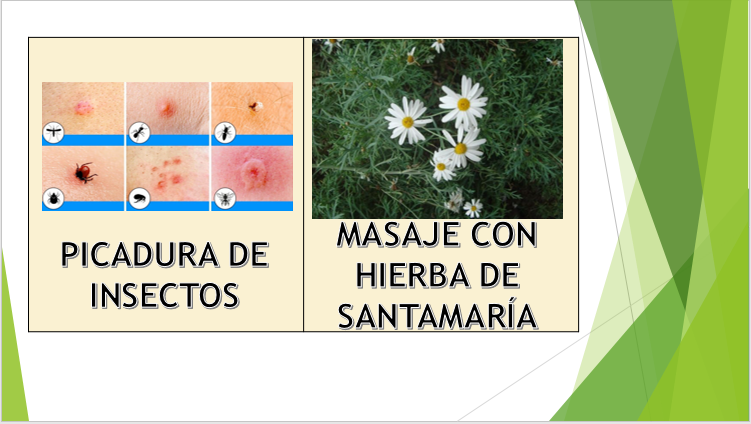 PICADURA DE
INSECTOS
MASAJE CON
HIERBA DE
SANTAMARÍA